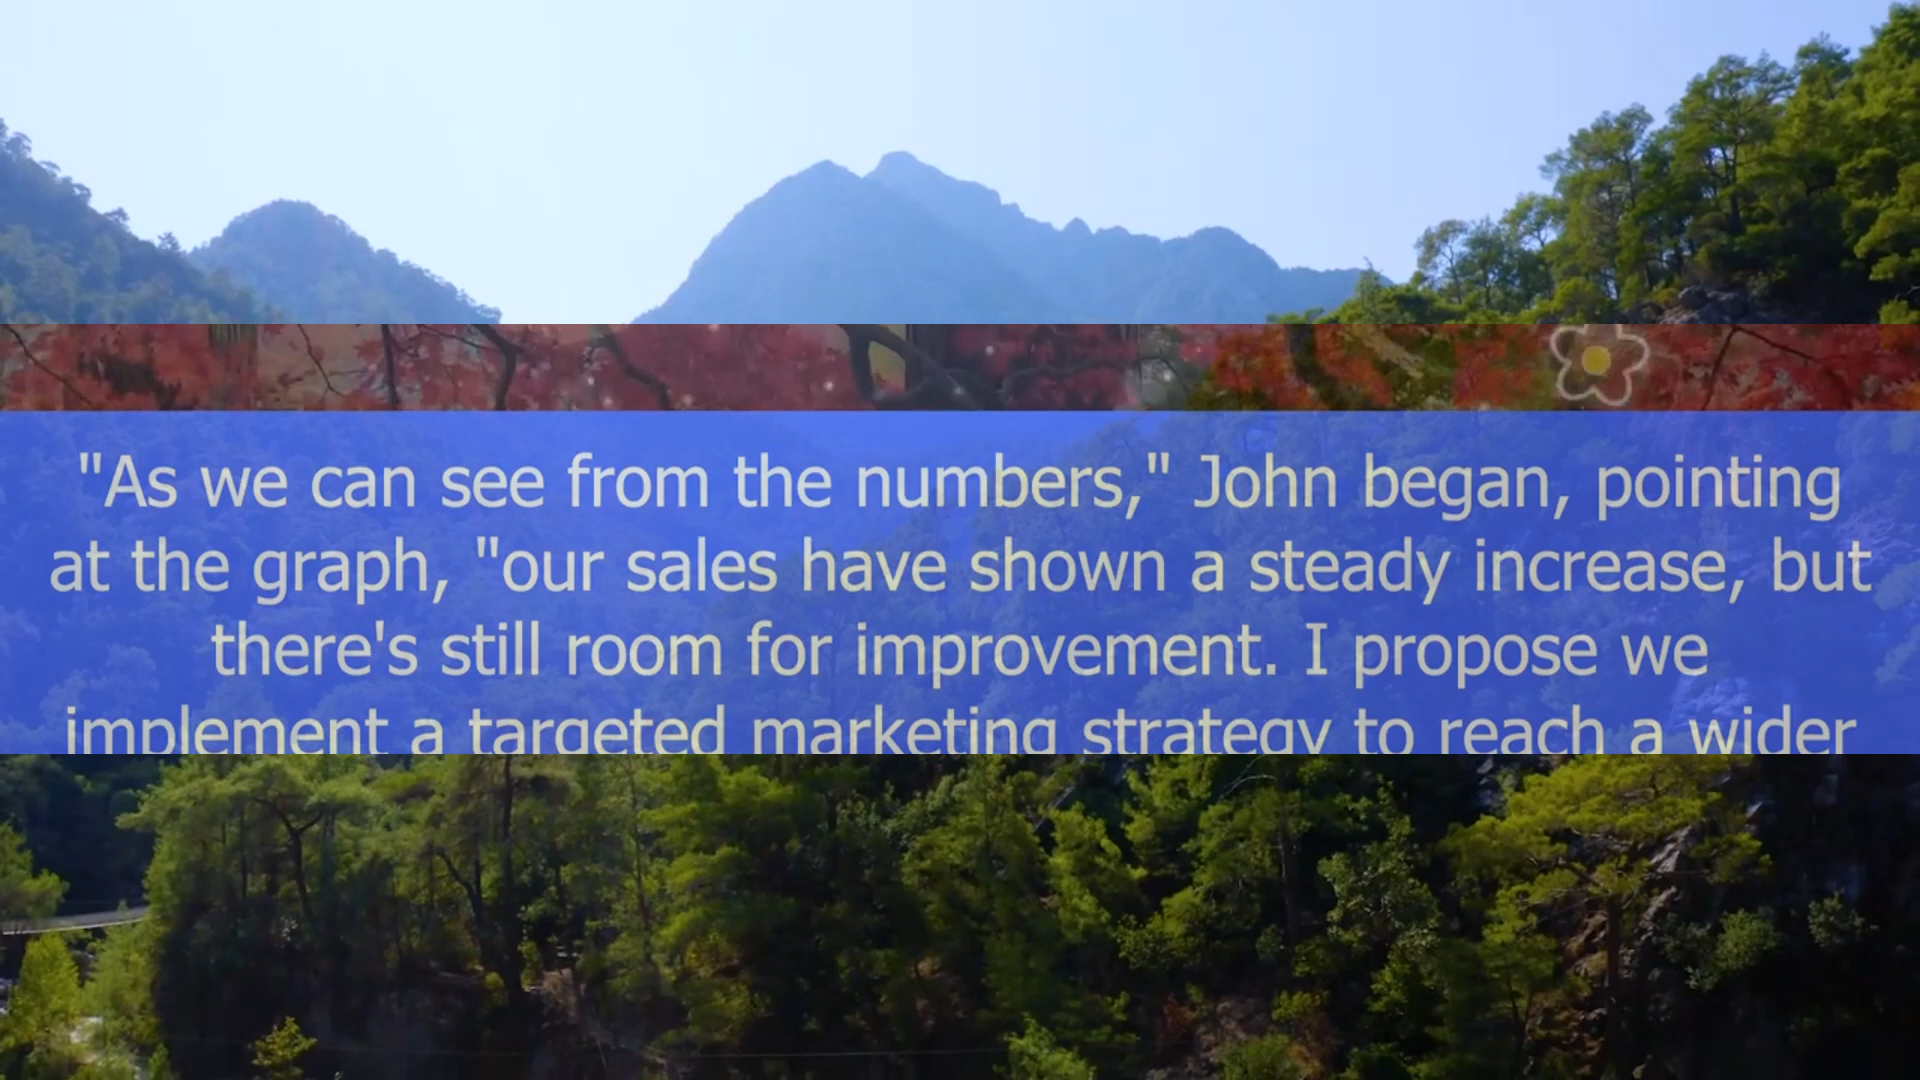 "As we can see from the numbers," John began, pointing
at the graph, "our sales have shown a steady increase, but
there's still room for improvement. I propose we
implement a targeted marketing strategy to reach a wider